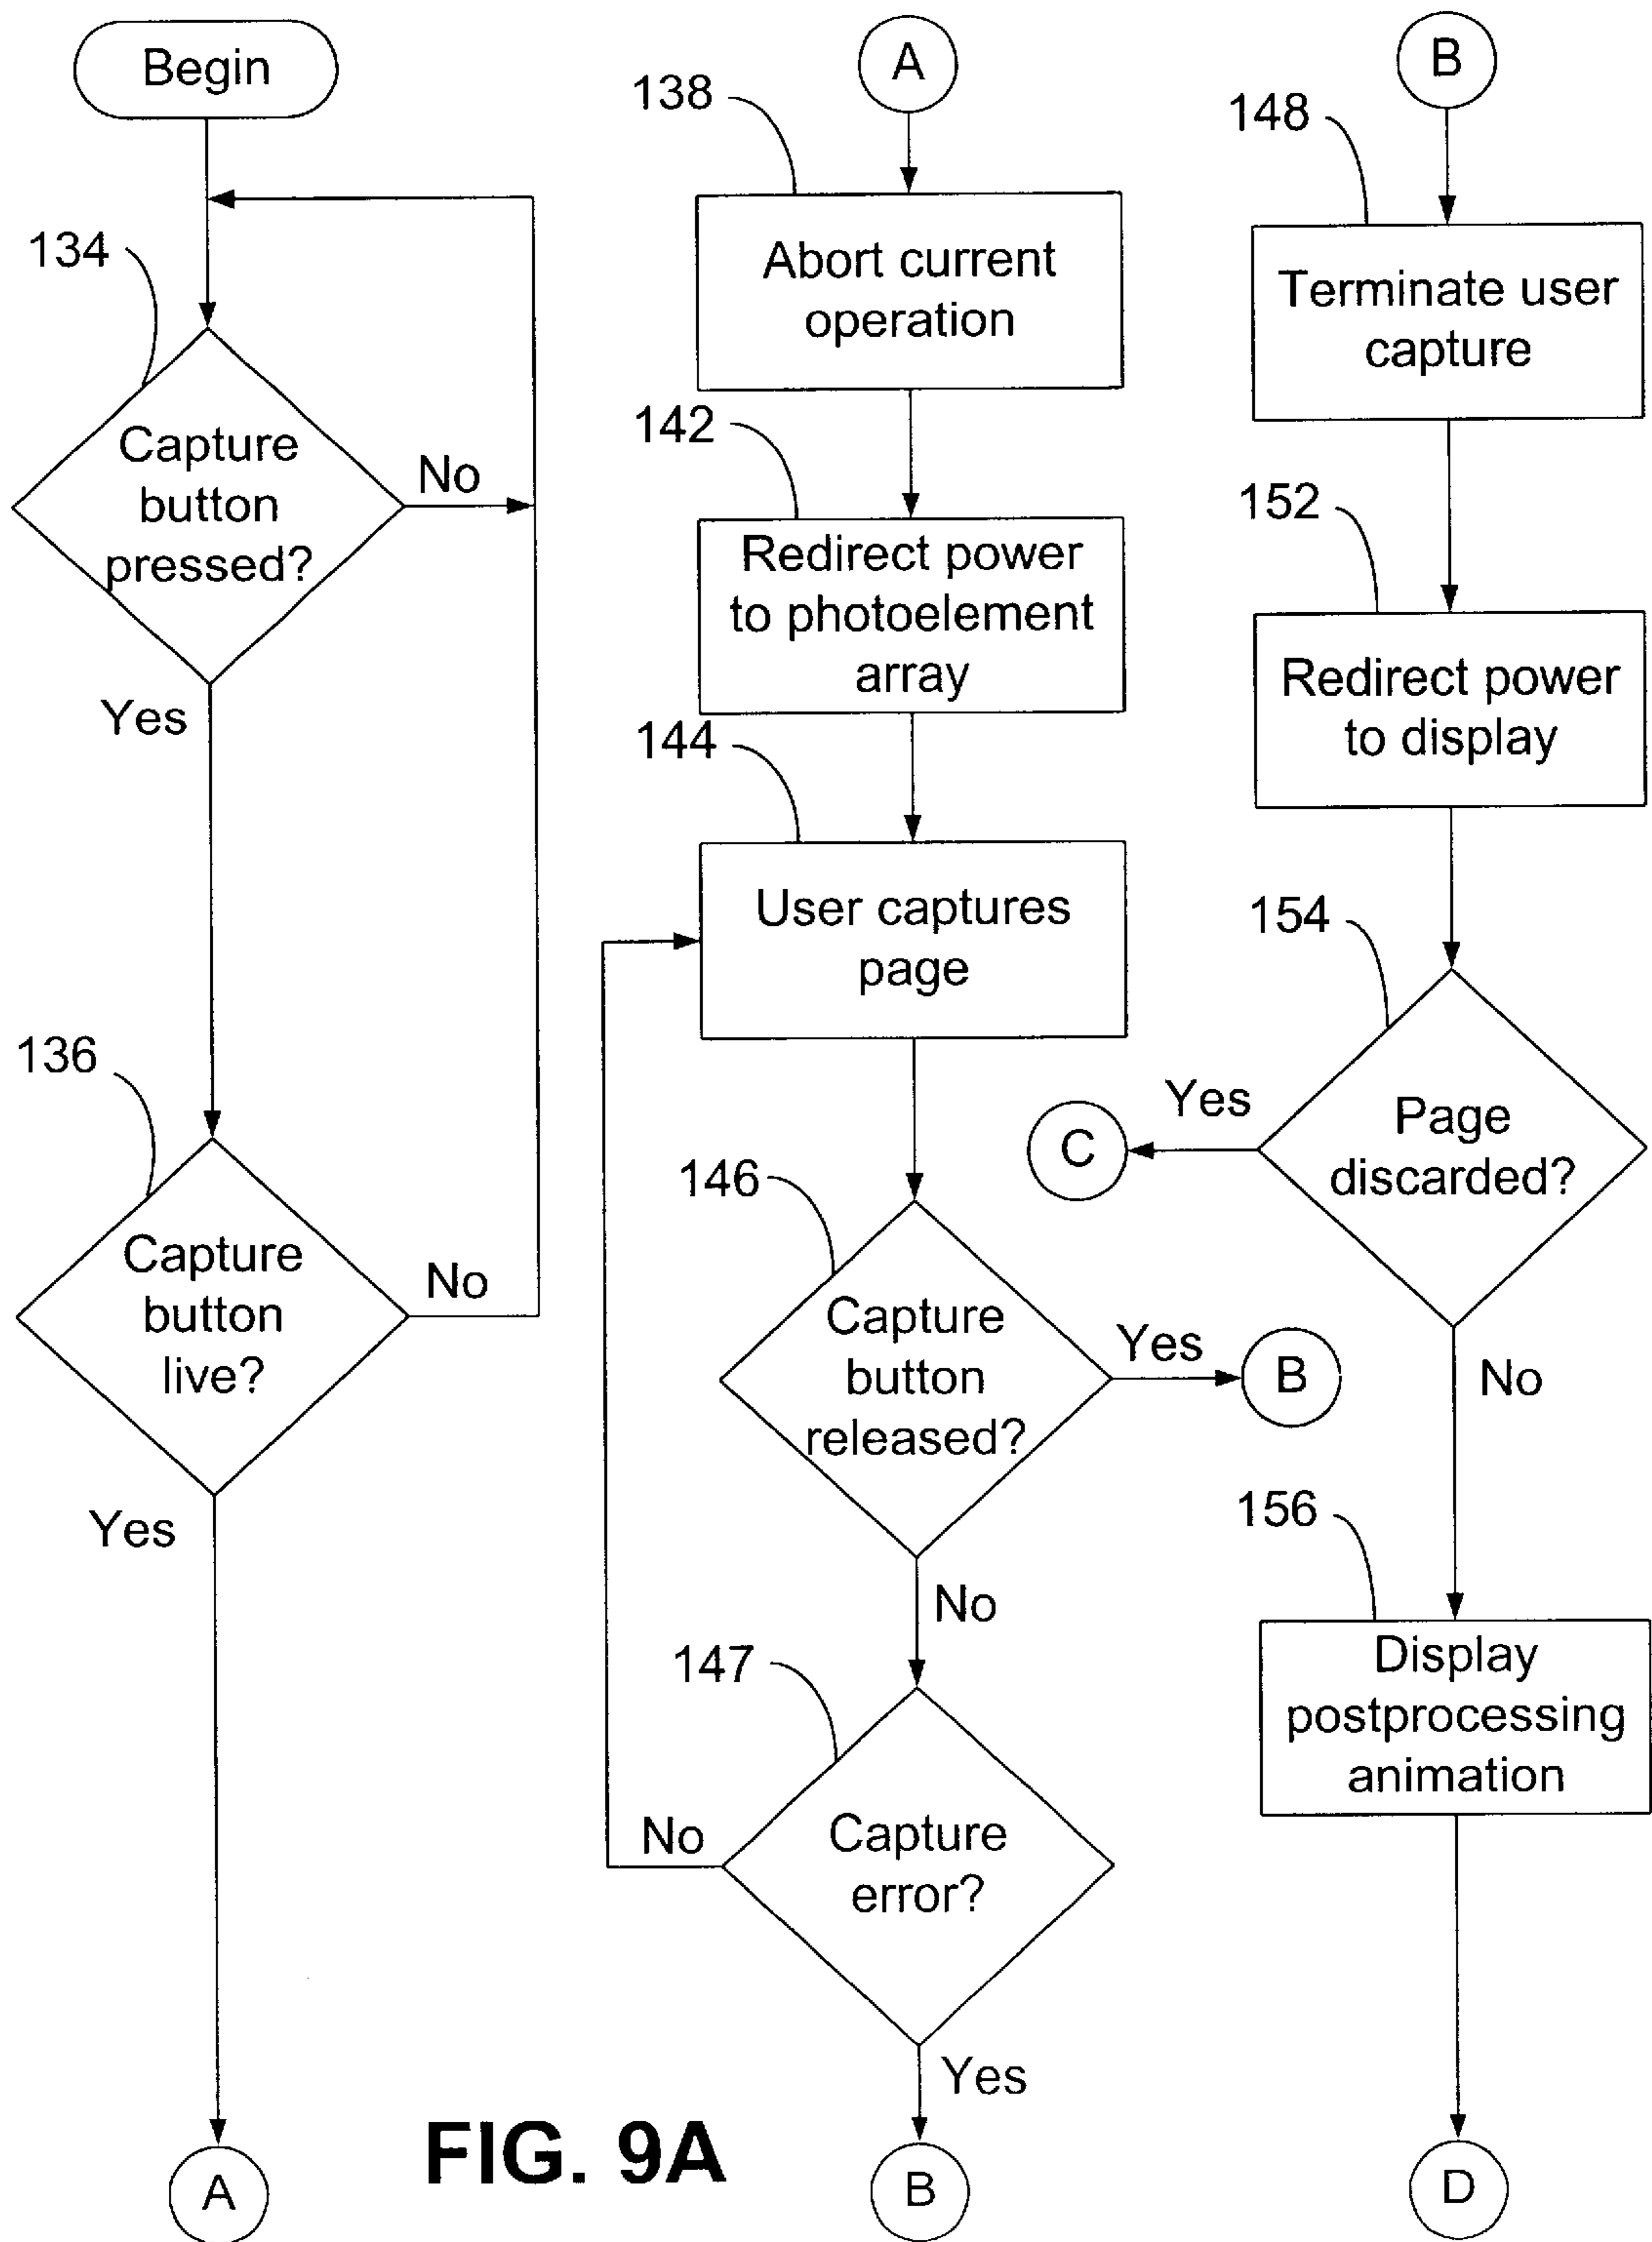 Begin
134
Capture
button
pressed?
No
Yes
136
Capture
button
live?
No
Yes
A
A
138
Abort current
operation
142
Redirect power
to photoelement
array
144
User captures
page
146
Capture
button
released?
Yes
B
No
147
Capture
error?
No
Yes
B
B
148
Terminate user
capture
152
Redirect power
to display
154
Page
discarded?
Yes
C
No
156
Display
postprocessing
animation
D
FIG. 9A